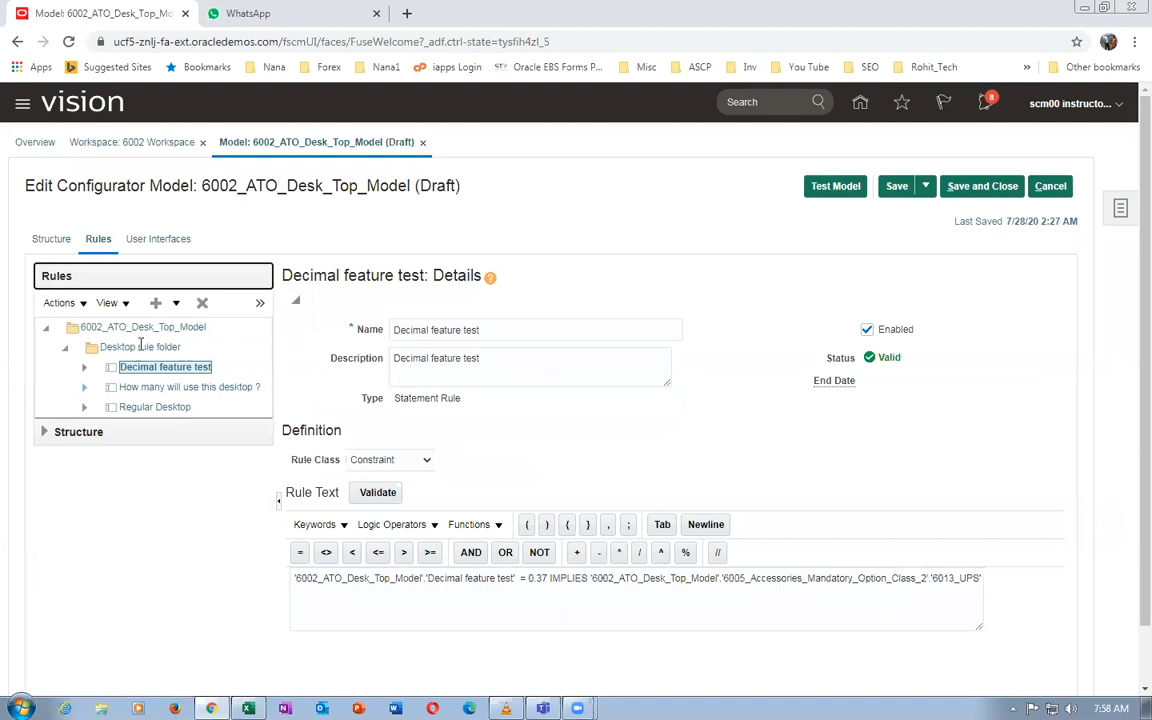 Model: 6002_ATO_Desk_Top_Mo
WhatsApp
ucf5-znlj-fa-ext.oracledemos.com/fscmUI/faces/FuseWelcome?_adf.ctrl-state=tysfih4zl_5
Apps Suggested Sites Bookmarks Nana Forex Nana1 iapps Login Oracle EBS Forms P... Misc ASCP Inv You Tube SEO Rohit_Tech » Other bookmarks
vision Search 8 scm00 instructo...
Overview Workspace: 6002 Workspace Model: 6002_ATO_Desk_Top_Model (Draft)
Edit Configurator Model: 6002_ATO_Desk_Top_Model (Draft) Test Model Save Save and Close Cancel
Last Saved 7/28/20 2:27 AM
Structure Rules User Interfaces
Rules
Actions View
6002_ATO_Desk_Top_Model
Desktop rule folder
Decimal feature test
How many will use this desktop ?
Regular Desktop
Structure
Decimal feature test: Details
* Name Decimal feature test Enabled
Description Decimal feature test Status Valid
End Date
Type Statement Rule
Definition
Rule Class Constraint
Rule Text Validate
Keywords Logic Operators Functions ( ) { } , ; Tab Newline
= <> < <= > >= AND OR NOT + - * / ^ % //
'6002_ATO_Desk_Top_Model'.'Decimal feature test' = 0.37 IMPLIES '6002_ATO_Desk_Top_Model'.'6005_Accessories_Mandatory_Option_Class_2'.'6013_UPS'
7:58 AM